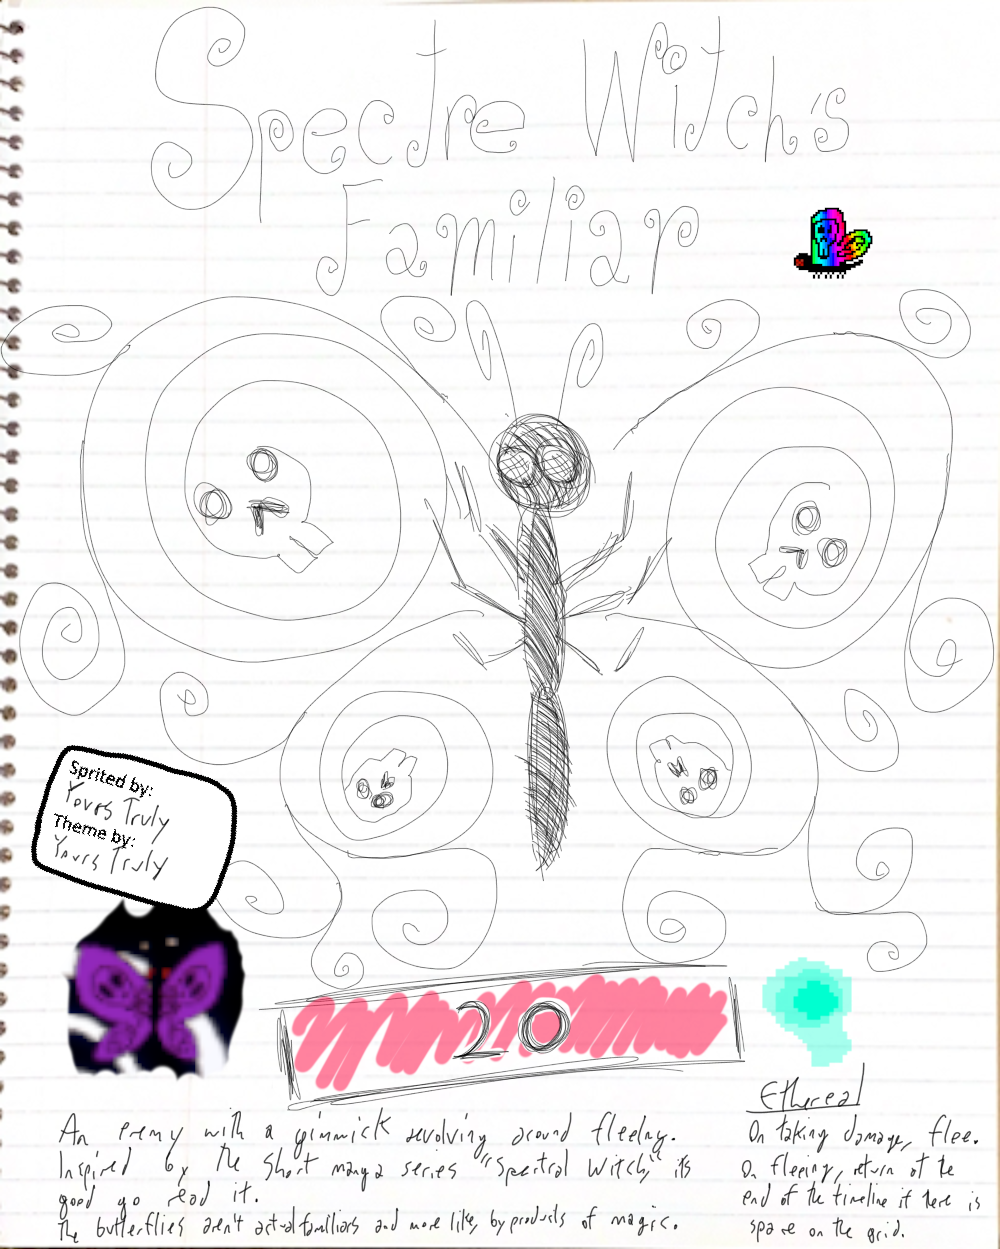 Spectre Witch's
Familiar
Sprited by:
Yours Truly
Theme by:
Yours Truly
20
An enemy with a gimmick revolving around fleeing.
Inspired by the short manga series "Spectral Witch," it's
good go read it.
The butterflies aren't actual familiars and more like byproducts of magic.
Ethereal
On taking damage, flee.
On fleeing, return at the
end of the timeline if there is
space on the grid.